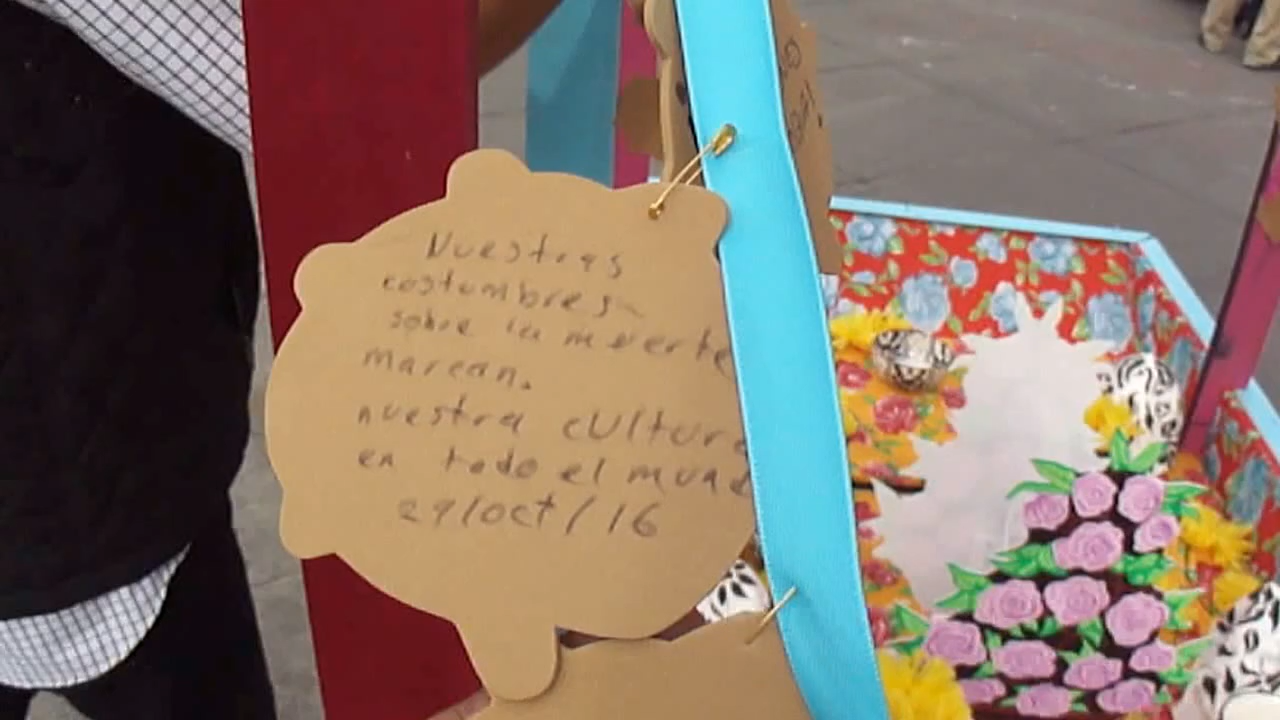 Nuestras
costumbres
sobre la muerte
marcan.
nuestra cultura
en todo el mund
29/oct/16